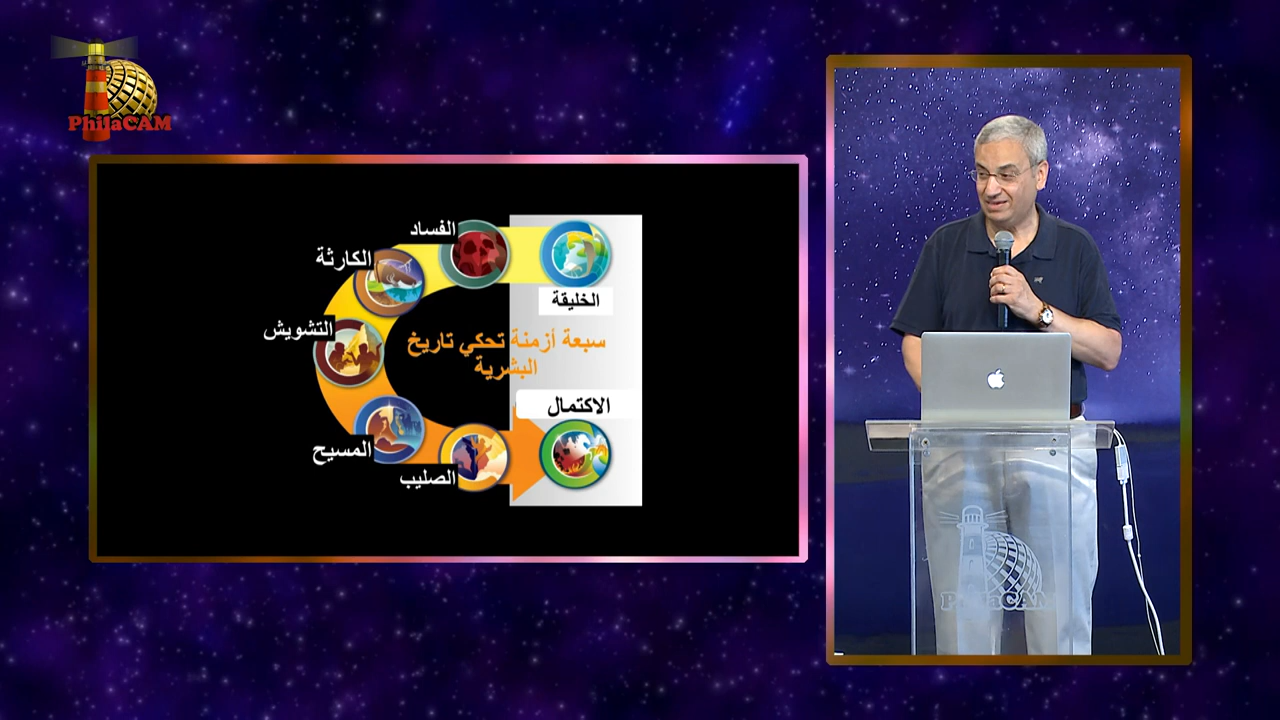 PhilaCAM
الفساد
الكارثة
الخليقة
التشويش
سبعة أزمنة تحكي تاريخ
البشرية
الاكتمال
المسيح
الصليب
PhilaCAM